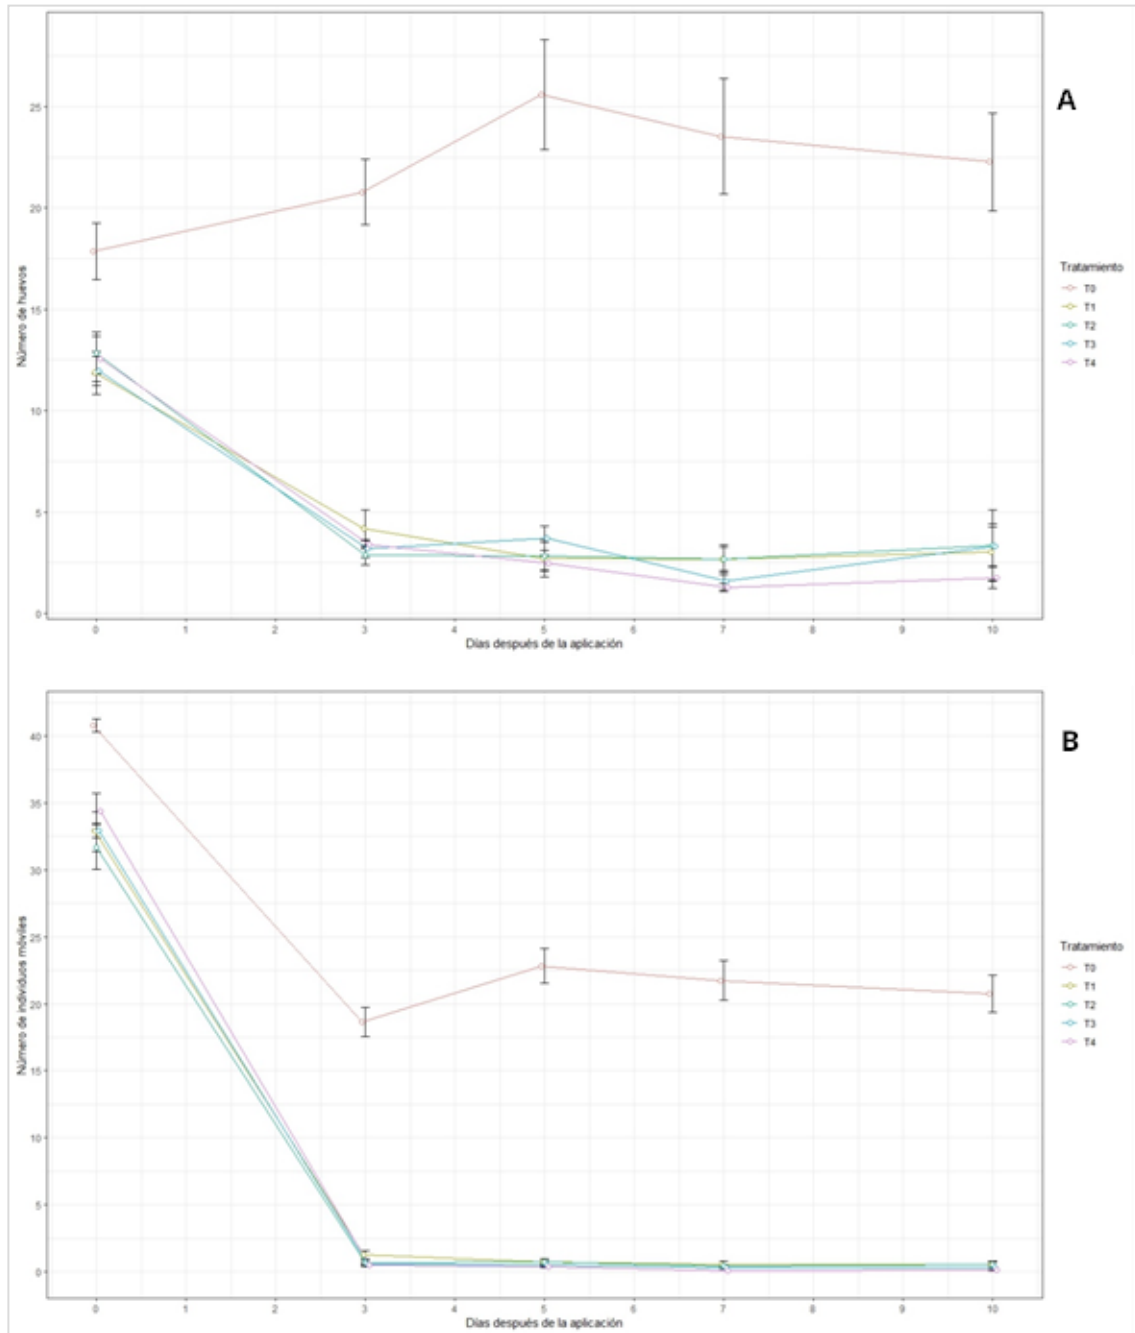 A
25
20
15
10
5
0
Número de huevos
0 1 2 3 4 5 6 7 8 9 10
Días después de la aplicación
Tratamiento
T0
T1
T2
T3
T4
B
40
35
30
25
20
15
10
5
0
Número de individuos móviles
0 1 2 3 4 5 6 7 8 9 10
Días después de la aplicación
Tratamiento
T0
T1
T2
T3
T4